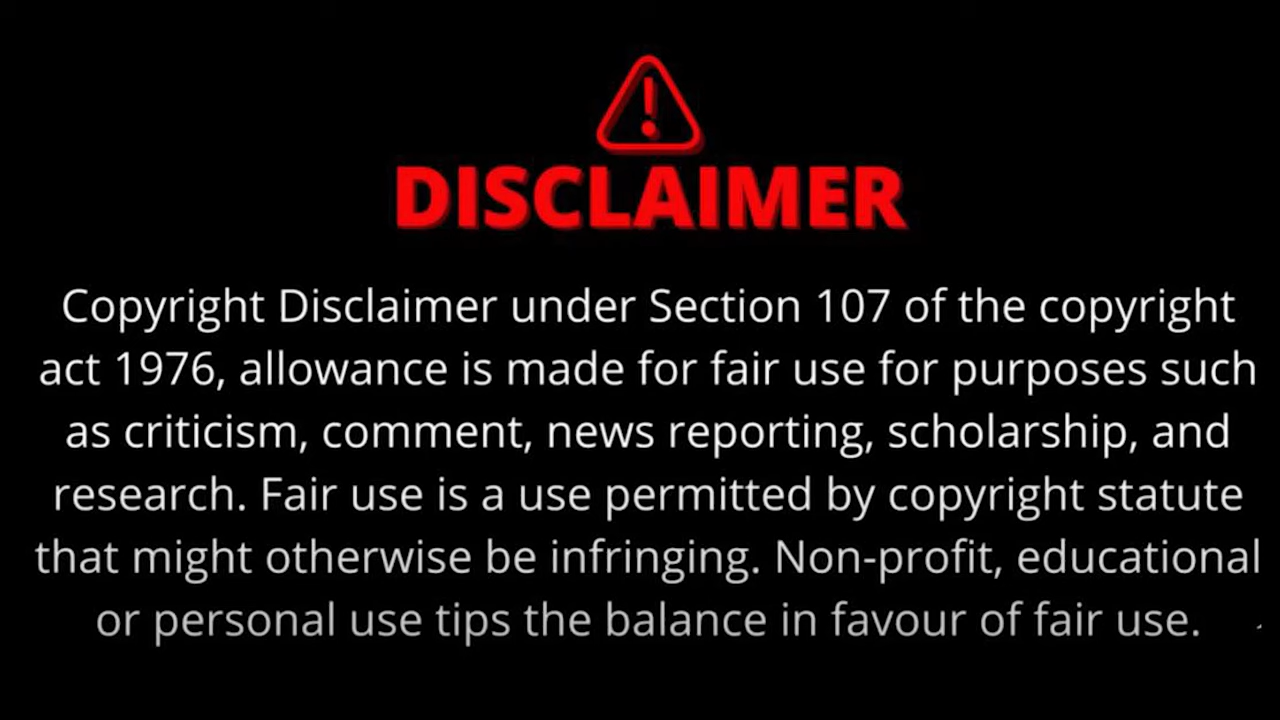 DISCLAIMER
Copyright Disclaimer under Section 107 of the copyright
act 1976, allowance is made for fair use for purposes such
as criticism, comment, news reporting, scholarship, and
research. Fair use is a use permitted by copyright statute
that might otherwise be infringing. Non-profit, educational
or personal use tips the balance in favour of fair use.